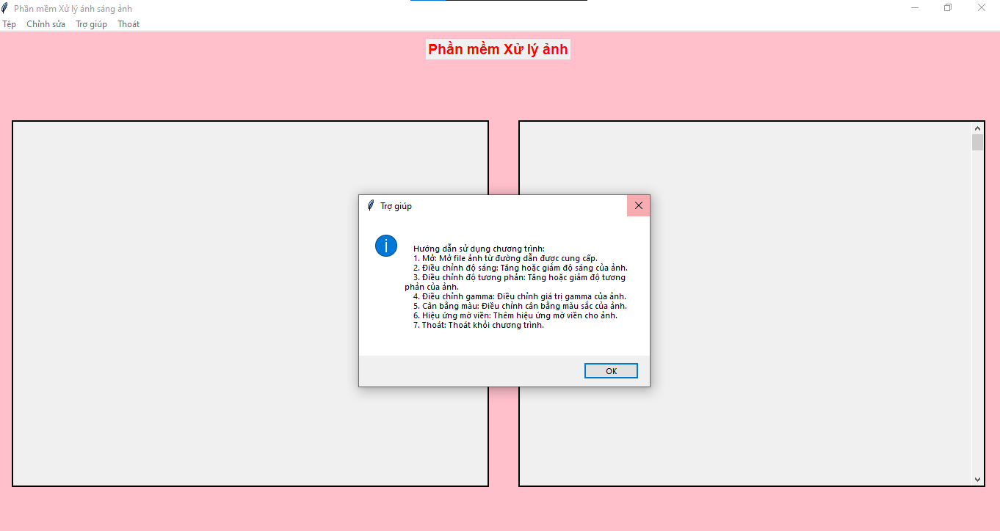 Phần mềm Xử lý ánh sáng ảnh
Tệp Chỉnh sửa Trợ giúp Thoát
Phần mềm Xử lý ảnh
Trợ giúp
Hướng dẫn sử dụng chương trình:
1. Mở: Mở file ảnh từ đường dẫn được cung cấp.
2. Điều chỉnh độ sáng: Tăng hoặc giảm độ sáng của ảnh.
3. Điều chỉnh độ tương phản: Tăng hoặc giảm độ tương
phản của ảnh.
4. Điều chỉnh gamma: Điều chỉnh giá trị gamma của ảnh.
5. Cân bằng màu: Điều chỉnh cân bằng màu sắc của ảnh.
6. Hiệu ứng mờ viền: Thêm hiệu ứng mờ viền cho ảnh.
7. Thoát: Thoát khỏi chương trình.
OK